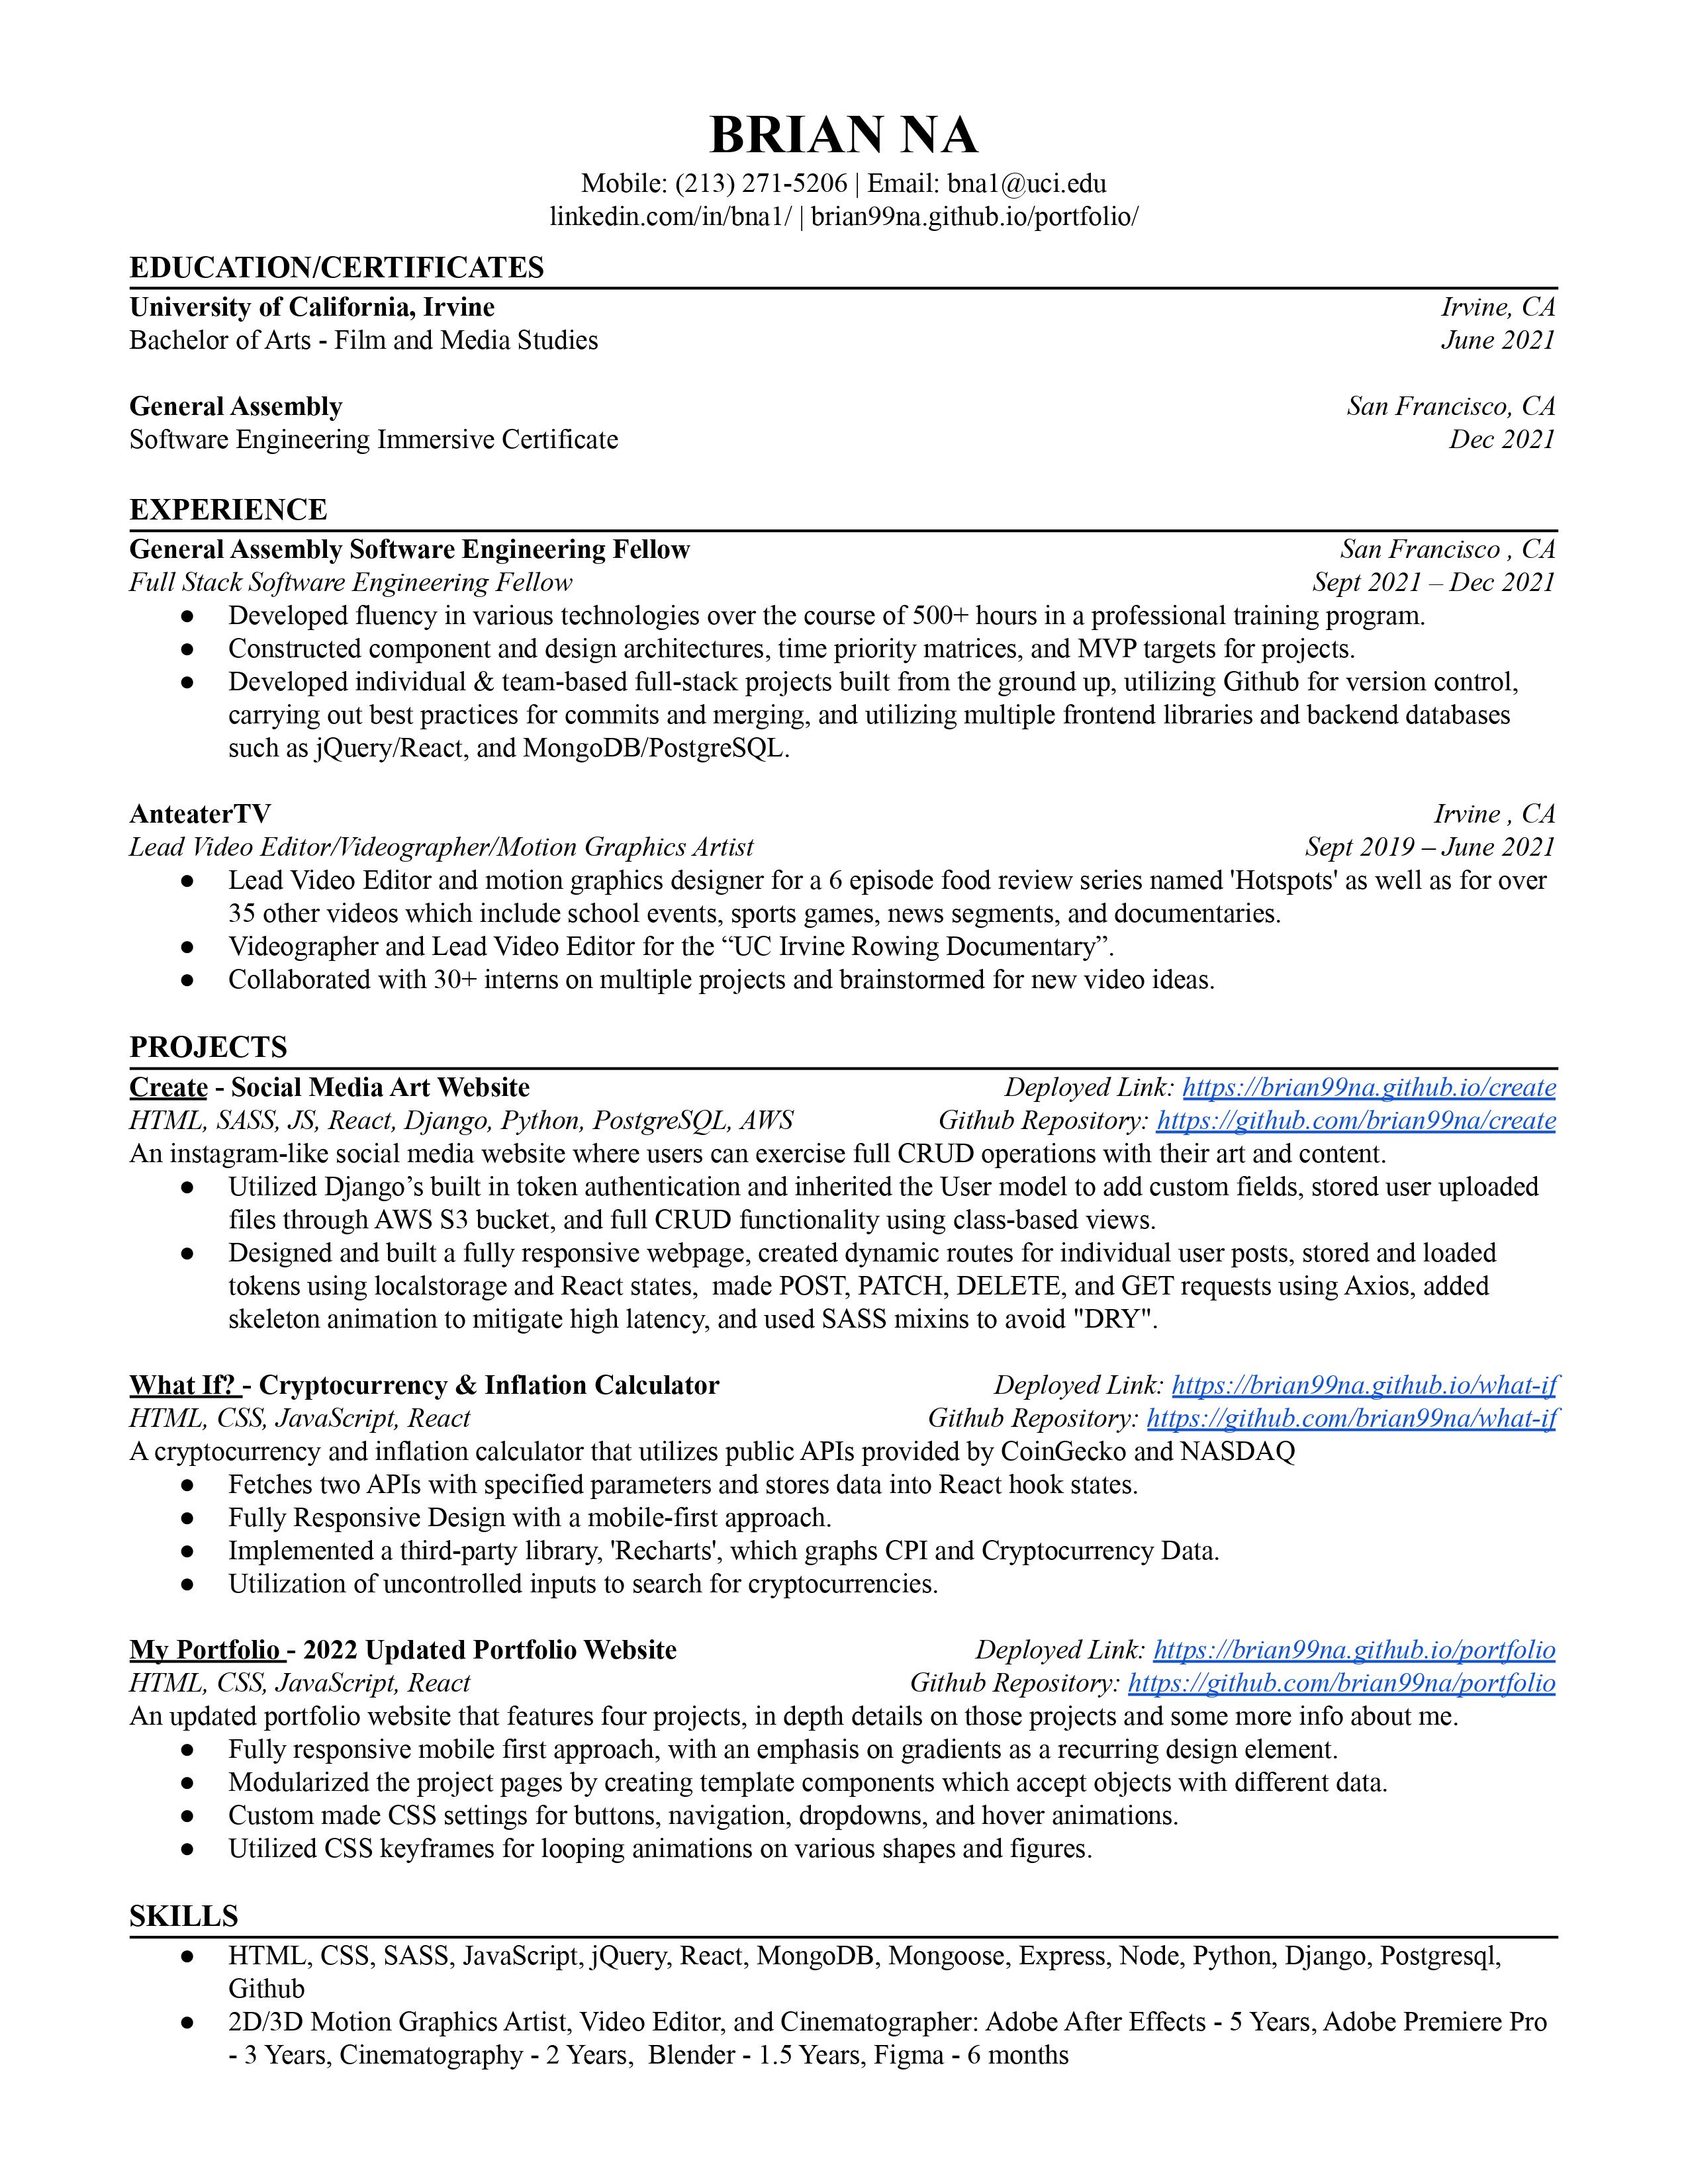 BRIAN NA
Mobile: (213) 271-5206 | Email: bna1@uci.edu
linkedin.com/in/bna1/ | brian99na.github.io/portfolio/
EDUCATION/CERTIFICATES
University of California, Irvine Irvine, CA
Bachelor of Arts - Film and Media Studies June 2021
General Assembly San Francisco, CA
Software Engineering Immersive Certificate Dec 2021
EXPERIENCE
General Assembly Software Engineering Fellow San Francisco , CA
Full Stack Software Engineering Fellow Sept 2021 – Dec 2021
● Developed fluency in various technologies over the course of 500+ hours in a professional training program.
● Constructed component and design architectures, time priority matrices, and MVP targets for projects.
● Developed individual & team-based full-stack projects built from the ground up, utilizing Github for version control,
carrying out best practices for commits and merging, and utilizing multiple frontend libraries and backend databases
such as jQuery/React, and MongoDB/PostgreSQL.
AnteaterTV Irvine , CA
Lead Video Editor/Videographer/Motion Graphics Artist Sept 2019 – June 2021
● Lead Video Editor and motion graphics designer for a 6 episode food review series named 'Hotspots' as well as for over
35 other videos which include school events, sports games, news segments, and documentaries.
● Videographer and Lead Video Editor for the “UC Irvine Rowing Documentary”.
● Collaborated with 30+ interns on multiple projects and brainstormed for new video ideas.
PROJECTS
Create - Social Media Art Website Deployed Link: https://brian99na.github.io/create
HTML, SASS, JS, React, Django, Python, PostgreSQL, AWS Github Repository: https://github.com/brian99na/create
An instagram-like social media website where users can exercise full CRUD operations with their art and content.
● Utilized Django’s built in token authentication and inherited the User model to add custom fields, stored user uploaded
files through AWS S3 bucket, and full CRUD functionality using class-based views.
● Designed and built a fully responsive webpage, created dynamic routes for individual user posts, stored and loaded
tokens using localstorage and React states,  made POST, PATCH, DELETE, and GET requests using Axios, added
skeleton animation to mitigate high latency, and used SASS mixins to avoid "DRY".
What If? - Cryptocurrency & Inflation Calculator Deployed Link: https://brian99na.github.io/what-if
HTML, CSS, JavaScript, React Github Repository: https://github.com/brian99na/what-if
A cryptocurrency and inflation calculator that utilizes public APIs provided by CoinGecko and NASDAQ
● Fetches two APIs with specified parameters and stores data into React hook states.
● Fully Responsive Design with a mobile-first approach.
● Implemented a third-party library, 'Recharts', which graphs CPI and Cryptocurrency Data.
● Utilization of uncontrolled inputs to search for cryptocurrencies.
My Portfolio - 2022 Updated Portfolio Website Deployed Link: https://brian99na.github.io/portfolio
HTML, CSS, JavaScript, React Github Repository: https://github.com/brian99na/portfolio
An updated portfolio website that features four projects, in depth details on those projects and some more info about me.
● Fully responsive mobile first approach, with an emphasis on gradients as a recurring design element.
● Modularized the project pages by creating template components which accept objects with different data.
● Custom made CSS settings for buttons, navigation, dropdowns, and hover animations.
● Utilized CSS keyframes for looping animations on various shapes and figures.
SKILLS
● HTML, CSS, SASS, JavaScript, jQuery, React, MongoDB, Mongoose, Express, Node, Python, Django, Postgresql,
Github
● 2D/3D Motion Graphics Artist, Video Editor, and Cinematographer: Adobe After Effects - 5 Years, Adobe Premiere Pro
- 3 Years, Cinematography - 2 Years,  Blender - 1.5 Years, Figma - 6 months